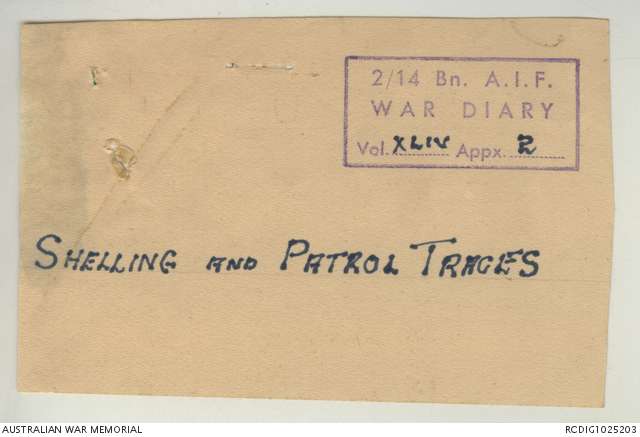 2/14 Bn. A.I.F.
WAR DIARY
Vol. XLIV Appx. 2
SHELLING AND PATROL TRACES
AUSTRALIAN WAR MEMORIAL
RCDIG1025203